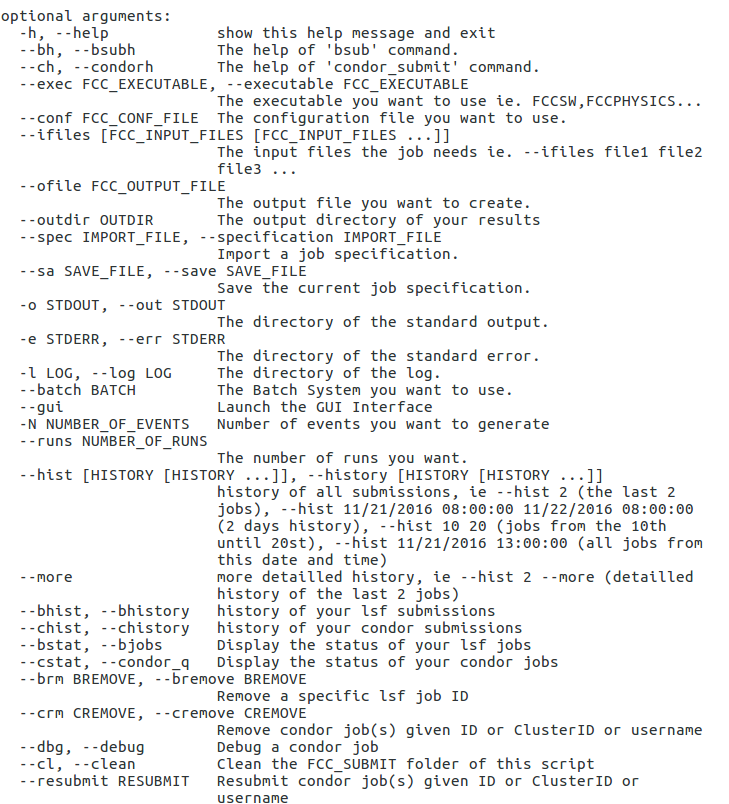 optional arguments:
  -h, --help            show this help message and exit
  --bh, --bsubh         The help of 'bsub' command.
  --ch, --condorh       The help of 'condor_submit' command.
  --exec FCC_EXECUTABLE, --executable FCC_EXECUTABLE
                        The executable you want to use ie. FCCSW,FCCPHYSICS...
  --conf FCC_CONF_FILE  The configuration file you want to use.
  --ifiles [FCC_INPUT_FILES [FCC_INPUT_FILES ...]]
                        The input files the job needs ie. --ifiles file1 file2
                        file3 ...
  --ofile FCC_OUTPUT_FILE
                        The output file you want to create.
  --outdir OUTDIR       The output directory of your results
  --spec IMPORT_FILE, --specification IMPORT_FILE
                        Import a job specification.
  --sa SAVE_FILE, --save SAVE_FILE
                        Save the current job specification.
  -o STDOUT, --out STDOUT
                        The directory of the standard output.
  -e STDERR, --err STDERR
                        The directory of the standard error.
  -l LOG, --log LOG     The directory of the log.
  --batch BATCH         The Batch System you want to use.
  --gui                 Launch the GUI Interface
  -N NUMBER_OF_EVENTS   Number of events you want to generate
  --runs NUMBER_OF_RUNS
                        The number of runs you want.
  --hist [HISTORY [HISTORY ...]], --history [HISTORY [HISTORY ...]]
                        history of all submissions, ie --hist 2 (the last 2
                        jobs), --hist 11/21/2016 08:00:00 11/22/2016 08:00:00
                        (2 days history), --hist 10 20 (jobs from the 10th
                        until 20st), --hist 11/21/2016 13:00:00 (all jobs from
                        this date and time)
  --more                more detailled history, ie --hist 2 --more (detailled
                        history of the last 2 jobs)
  --bhist, --bhistory   history of your lsf submissions
  --chist, --chistory   history of your condor submissions
  --bstat, --bjobs      Display the status of your lsf jobs
  --cstat, --condor_q   Display the status of your condor jobs
  --brm BREMOVE, --bremove BREMOVE
                        Remove a specific lsf job ID
  --crm CREMOVE, --cremove CREMOVE
                        Remove condor job(s) given ID or ClusterID or username
  --dbg, --debug        Debug a condor job
  --cl, --clean         Clean the FCC_SUBMIT folder of this script
  --resubmit RESUBMIT   Resubmit condor job(s) given ID or ClusterID or
                        username